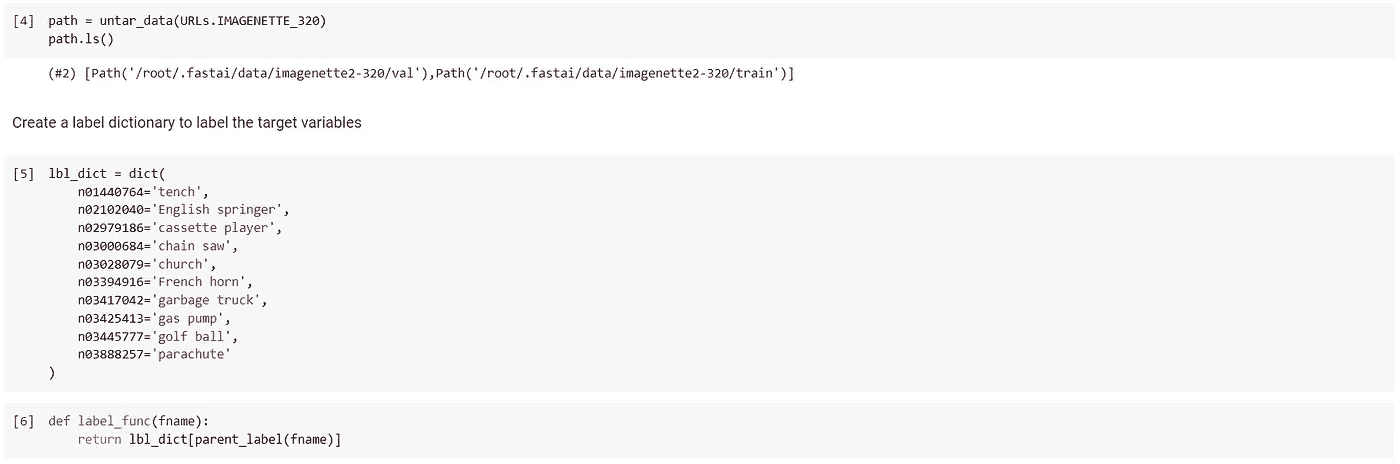 [4] path = untar_data(URLs.IMAGENETTE_320)
path.ls()
(#2) [Path('/root/.fastai/data/imagenette2-320/val'),Path('/root/.fastai/data/imagenette2-320/train')]
Create a label dictionary to label the target variables
[5] lbl_dict = dict(
n01440764='tench',
n02102040='English springer',
n02979186='cassette player',
n03000684='chain saw',
n03028079='church',
n03394916='French horn',
n03417042='garbage truck',
n03425413='gas pump',
n03445777='golf ball',
n03888257='parachute'
)
[6] def label_func(fname):
return lbl_dict[parent_label(fname)]